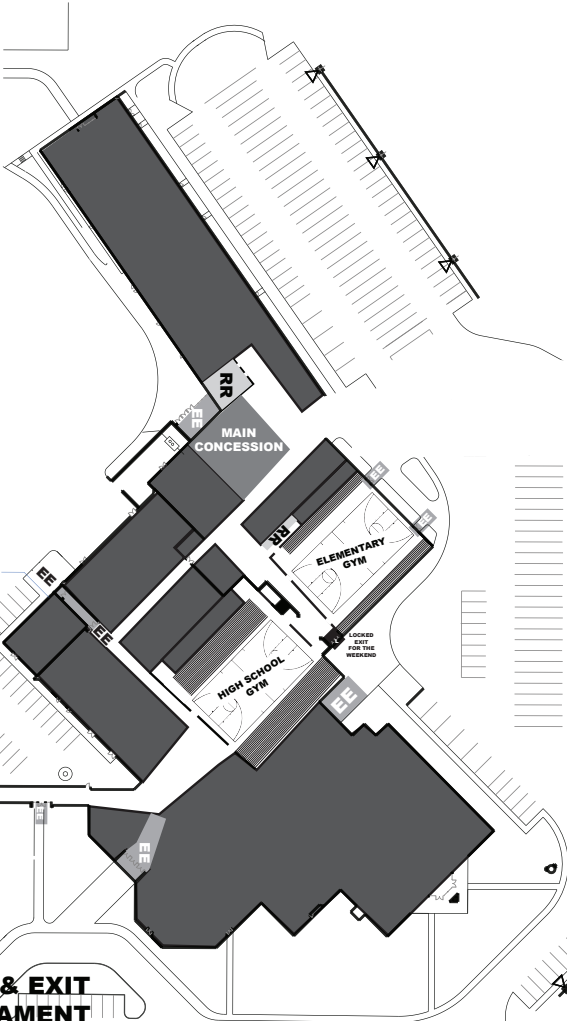 RR
EE
MAIN
CONCESSION
EE
RR
EE
ELEMENTARY
GYM
EE
EE
LOCKED
EXIT
FOR THE
WEEKEND
HIGH SCHOOL
GYM
EE
EE
EE
& EXIT
AMENT